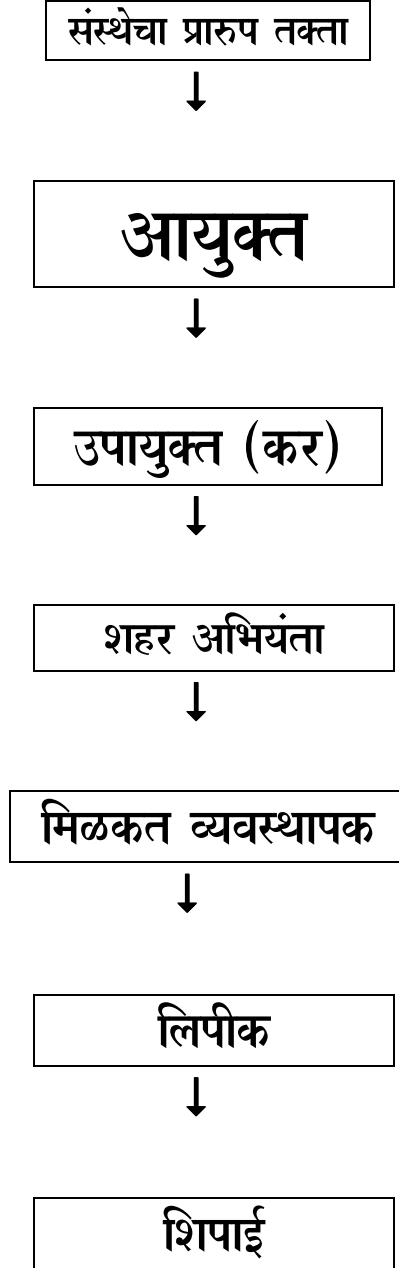 संस्थेचा प्रारुप तक्ता
आयुक्त
उपायुक्त (कर)
शहर अभियंता
मिळकत व्यवस्थापक
लिपीक
शिपाई